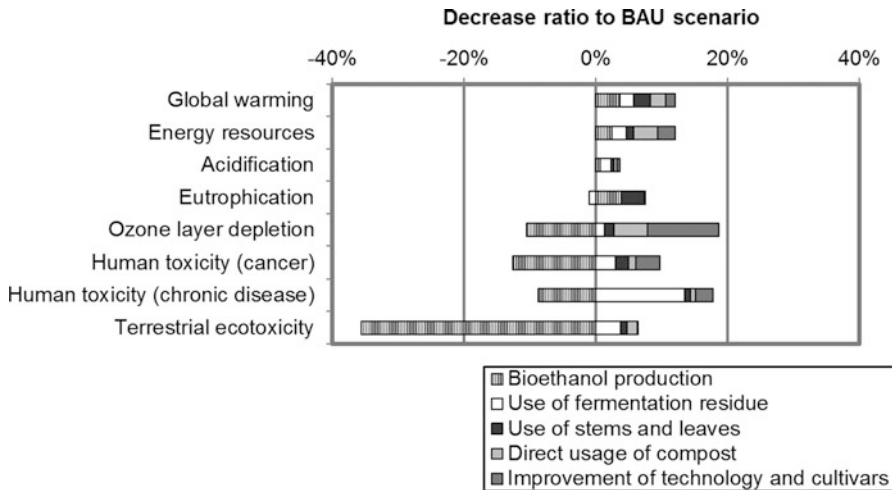 Decrease ratio to BAU scenario
-40% -20% 0% 20% 40%
Global warming
Energy resources
Acidification
Eutrophication
Ozone layer depletion
Human toxicity (cancer)
Human toxicity (chronic disease)
Terrestrial ecotoxicity
Bioethanol production
Use of fermentation residue
Use of stems and leaves
Direct usage of compost
Improvement of technology and cultivars